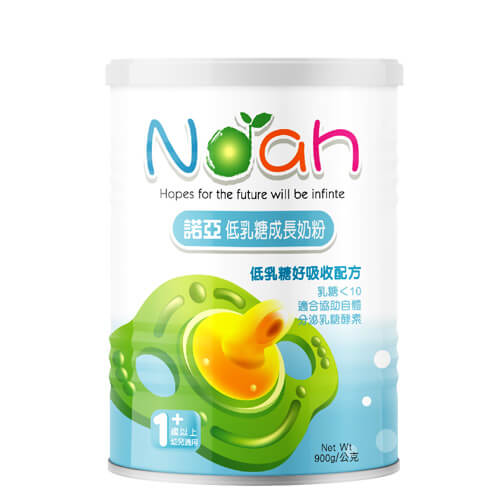 Noah
Hopes for the future will be infinte
諾亞 低乳糖成長奶粉
低乳糖好吸收配方
乳糖<10
適合協助自體
分泌乳糖酵素
1+
歲以上
幼兒適用
Net Wt
900g/公克